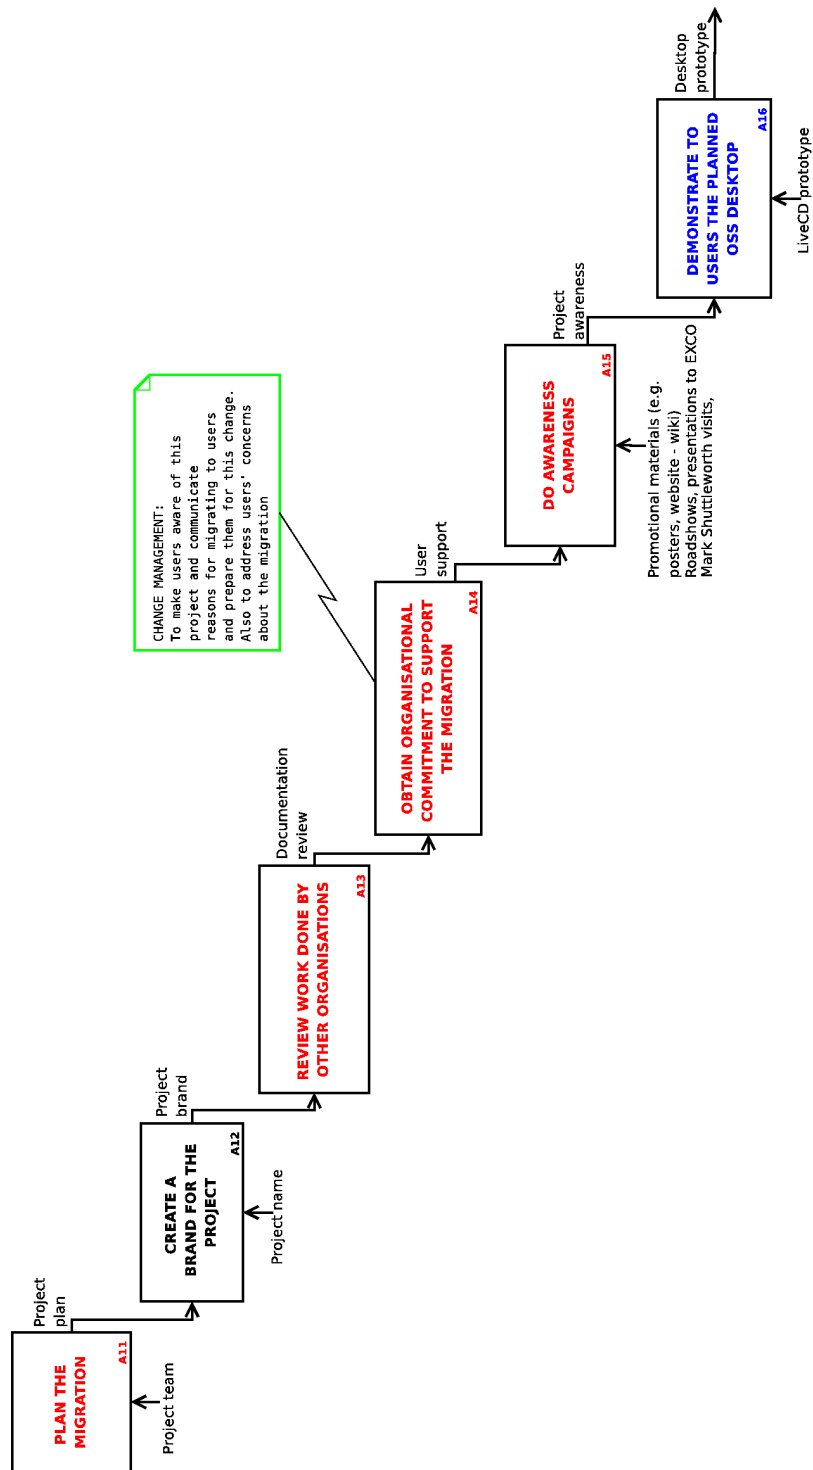 PLAN THE
MIGRATION
A11
Project team
Project
plan
CREATE A
BRAND FOR THE
PROJECT
A12
Project name
Project
brand
REVIEW WORK DONE BY
OTHER ORGANISATIONS
A13
Documentation
review
OBTAIN ORGANISATIONAL
COMMITMENT TO SUPPORT
THE MIGRATION
A14
CHANGE MANAGEMENT:
To make users aware of this
project and communicate
reasons for migrating to users
and prepare them for this change.
Also to address users' concerns
about the migration
User
support
DO AWARENESS
CAMPAIGNS
A15
Promotional materials (e.g.
posters, website - wiki)
Roadshows, presentations to EXCO
Mark Shuttleworth visits,
Project
awareness
DEMONSTRATE TO
USERS THE PLANNED
OSS DESKTOP
A16
LiveCD prototype
Desktop
prototype